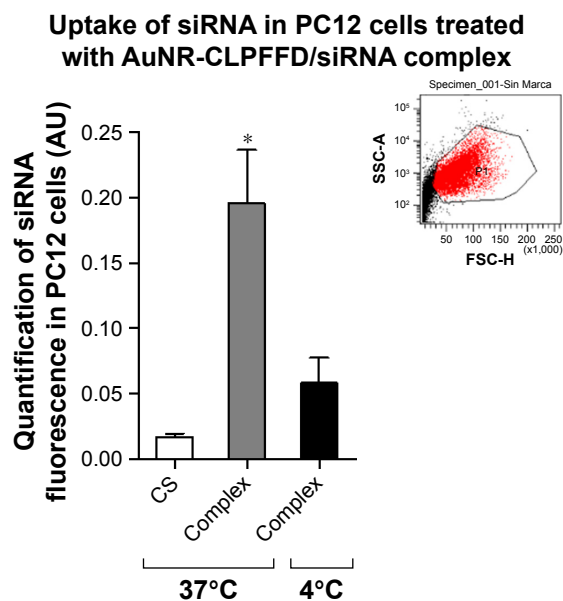 Uptake of siRNA in PC12 cells treated
with AuNR-CLPFFD/siRNA complex
Quantification of siRNA
fluorescence in PC12 cells (AU)
0.25
0.20
0.25
0.10
0.05
0.00
*
CS
Complex
Complex
37°C
4°C
Specimen_001-Sin Marca
SSC-A
10⁵
10⁴
10³
10²
P1
50 100 150 200 250
(x1,000)
FSC-H